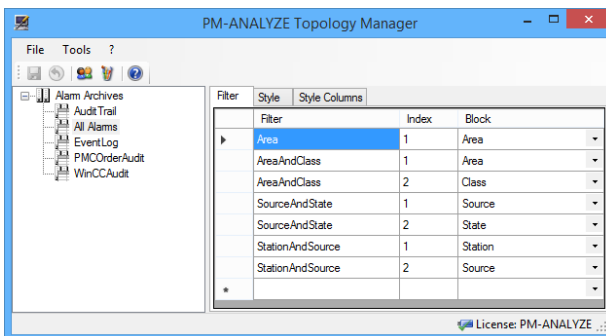 PM-ANALYZE Topology Manager
File Tools ?
Alarm Archives
Audit Trail
All Alarms
EventLog
PMCOrderAudit
WinCCAudit
Filter Style Style Columns
Filter Index Block
Area 1 Area
AreaAndClass 1 Area
AreaAndClass 2 Class
SourceAndState 1 Source
SourceAndState 2 State
StationAndSource 1 Station
StationAndSource 2 Source
*
License: PM-ANALYZE